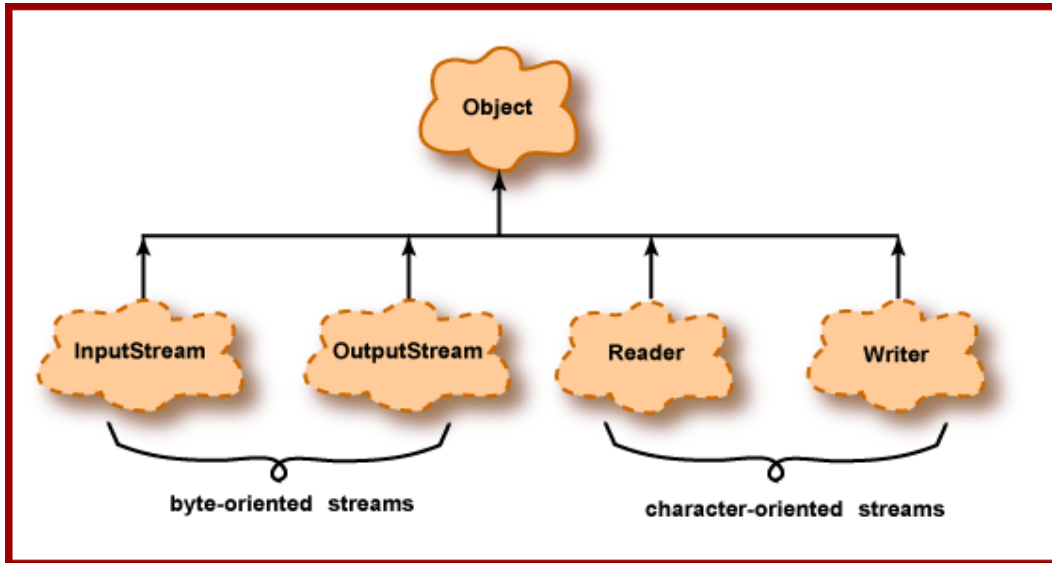 Object
InputStream
OutputStream
Reader
Writer
byte-oriented streams
character-oriented streams